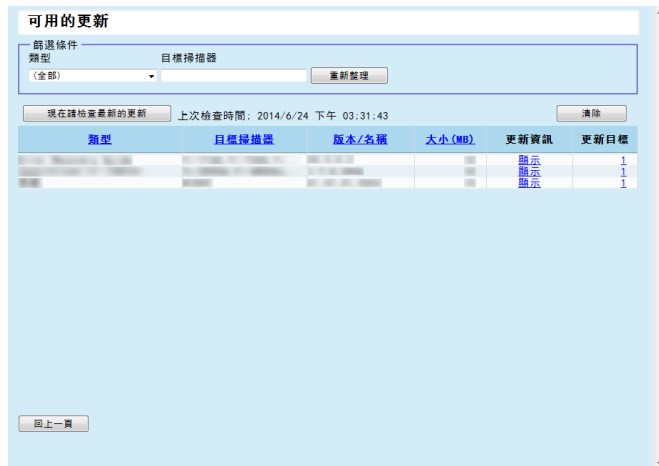 可用的更新
篩選條件
類型 目標掃描器
(全部) 重新整理
現在請檢查最新的更新 上次檢查時間: 2014/6/24 下午 03:31:43 清除
類型 目標掃描器 版本/名稱 大小(MB) 更新資訊 更新目標
顯示 1
顯示 1
顯示 1
回上一頁